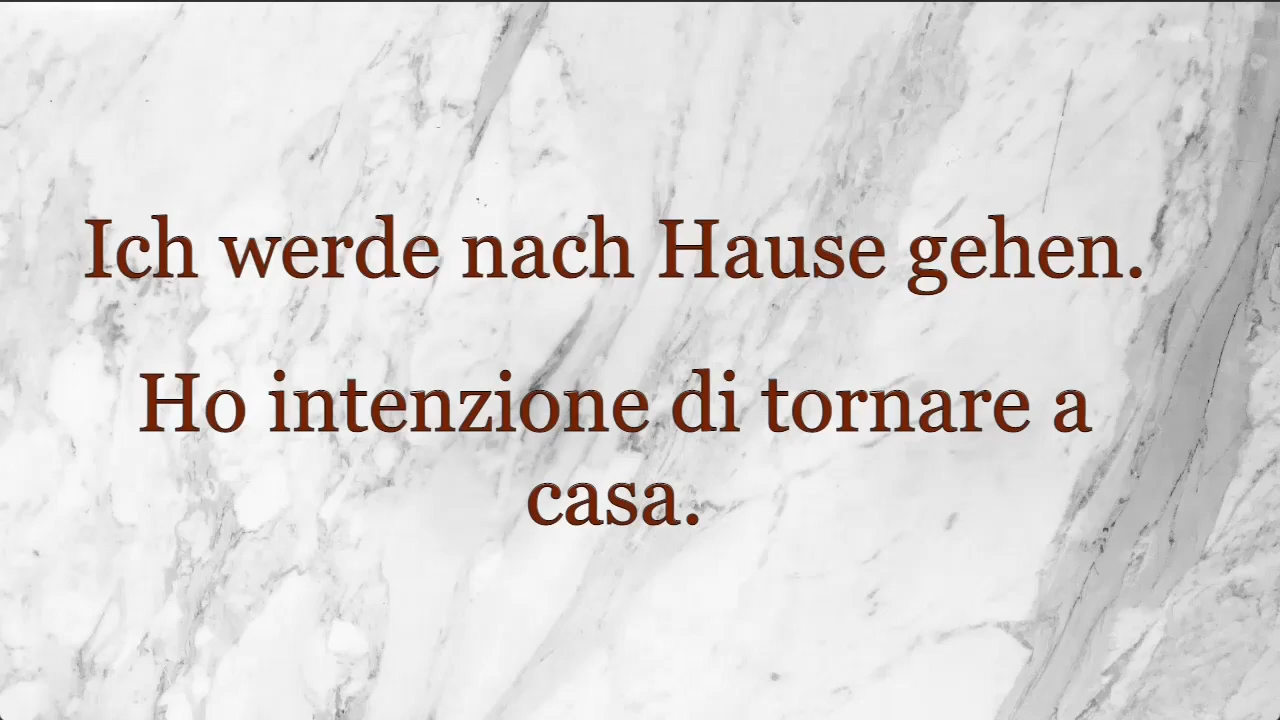 Ich werde nach Hause gehen.
Ho intenzione di tornare a
casa.